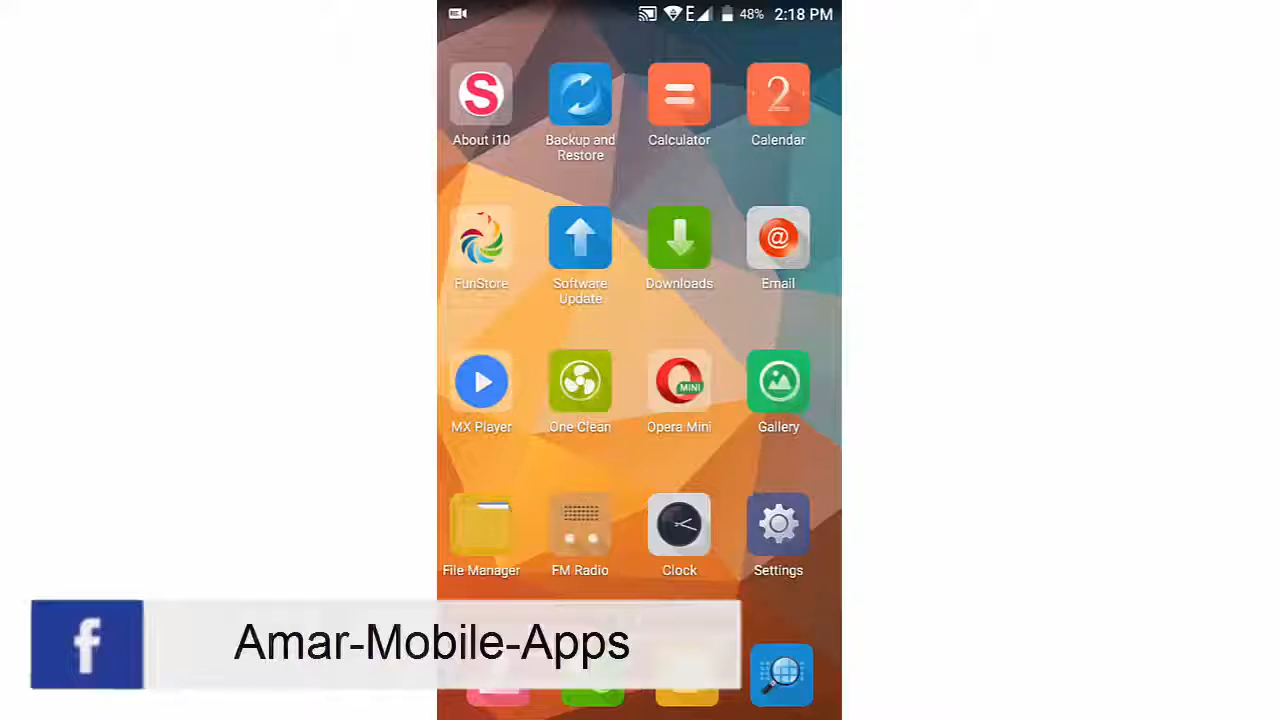 48% 2:18 PM
S
2
About i10 Backup and Restore Calculator Calendar
@
FunStore Software Update Downloads Email
MINI
MX Player One Clean Opera Mini Gallery
File Manager FM Radio Clock Settings
f Amar-Mobile-Apps